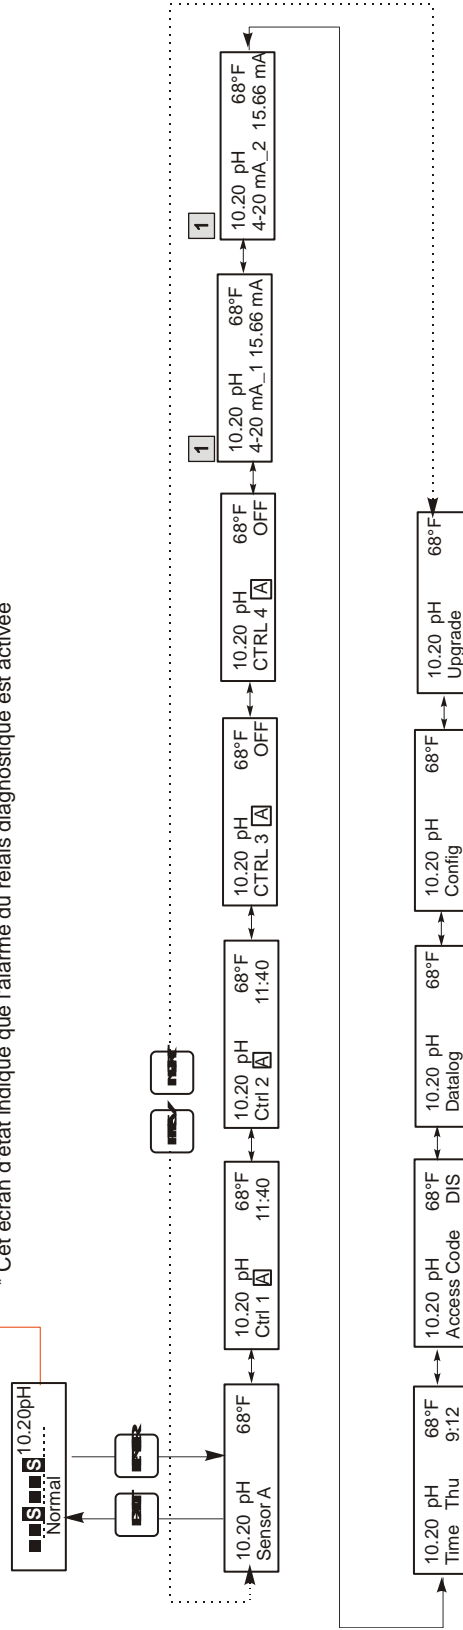 * Cet écran d'état indique que l'alarme du relais diagnostique est activée
S S 10.20pH
Normal
EXIT
ENTER
PREV
NEXT
10.20 pH 68°F
Sensor A
10.20 pH 68°F
Ctrl 1 A 11:40
10.20 pH 68°F
Ctrl 2 A 11:40
10.20 pH 68°F
CTRL 3 A OFF
10.20 pH 68°F
CTRL 4 A OFF
1
10.20 pH 68°F
4-20 mA_1 15.66 mA
1
10.20 pH 68°F
4-20 mA_2 15.66 mA
10.20 pH 68°F
Time Thu 9:12
10.20 pH 68°F
Access Code DIS
10.20 pH 68°F
Datalog
10.20 pH 68°F
Config
10.20 pH 68°F
Upgrade